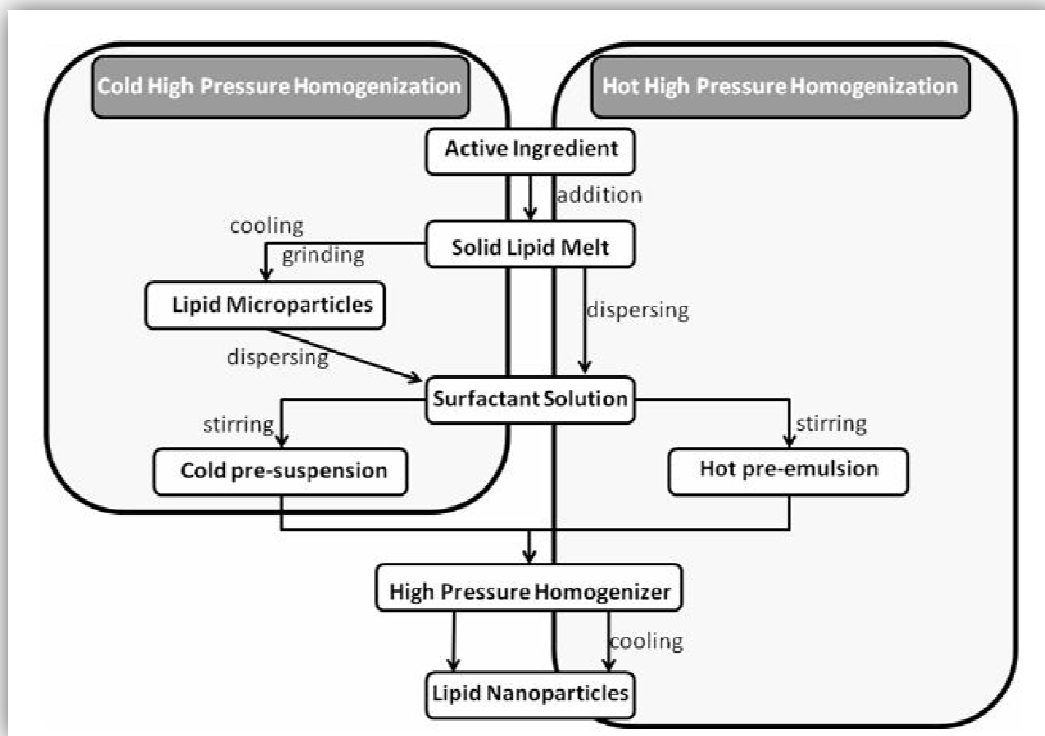 Cold High Pressure Homogenization
Hot High Pressure Homogenization
Active Ingredient
addition
cooling
Solid Lipid Melt
grinding
Lipid Microparticles
dispersing
dispersing
Surfactant Solution
stirring
stirring
Cold pre-suspension
Hot pre-emulsion
High Pressure Homogenizer
cooling
Lipid Nanoparticles